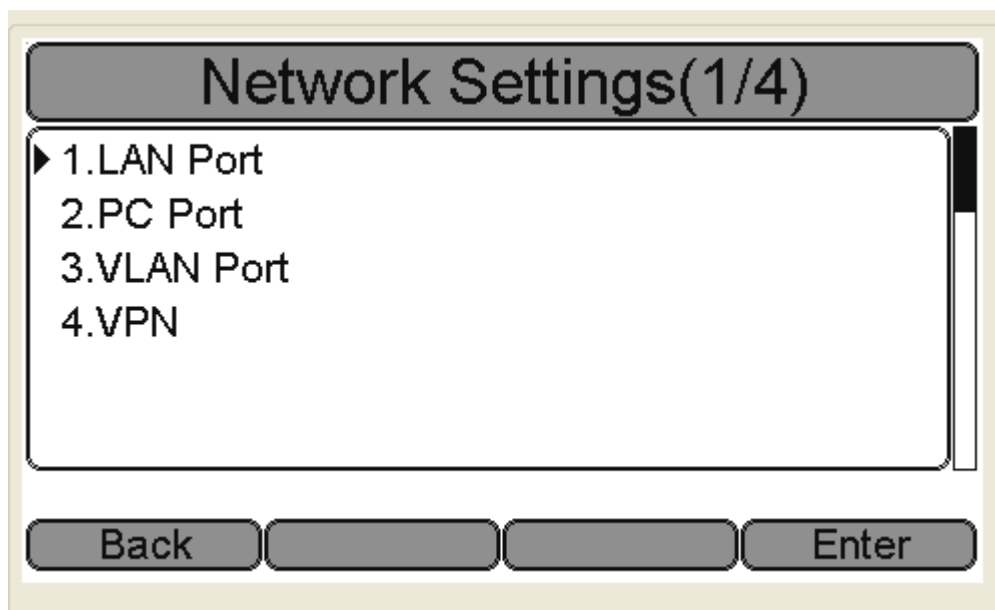 Network Settings(1/4)
1.LAN Port
2.PC Port
3.VLAN Port
4.VPN
Back Enter